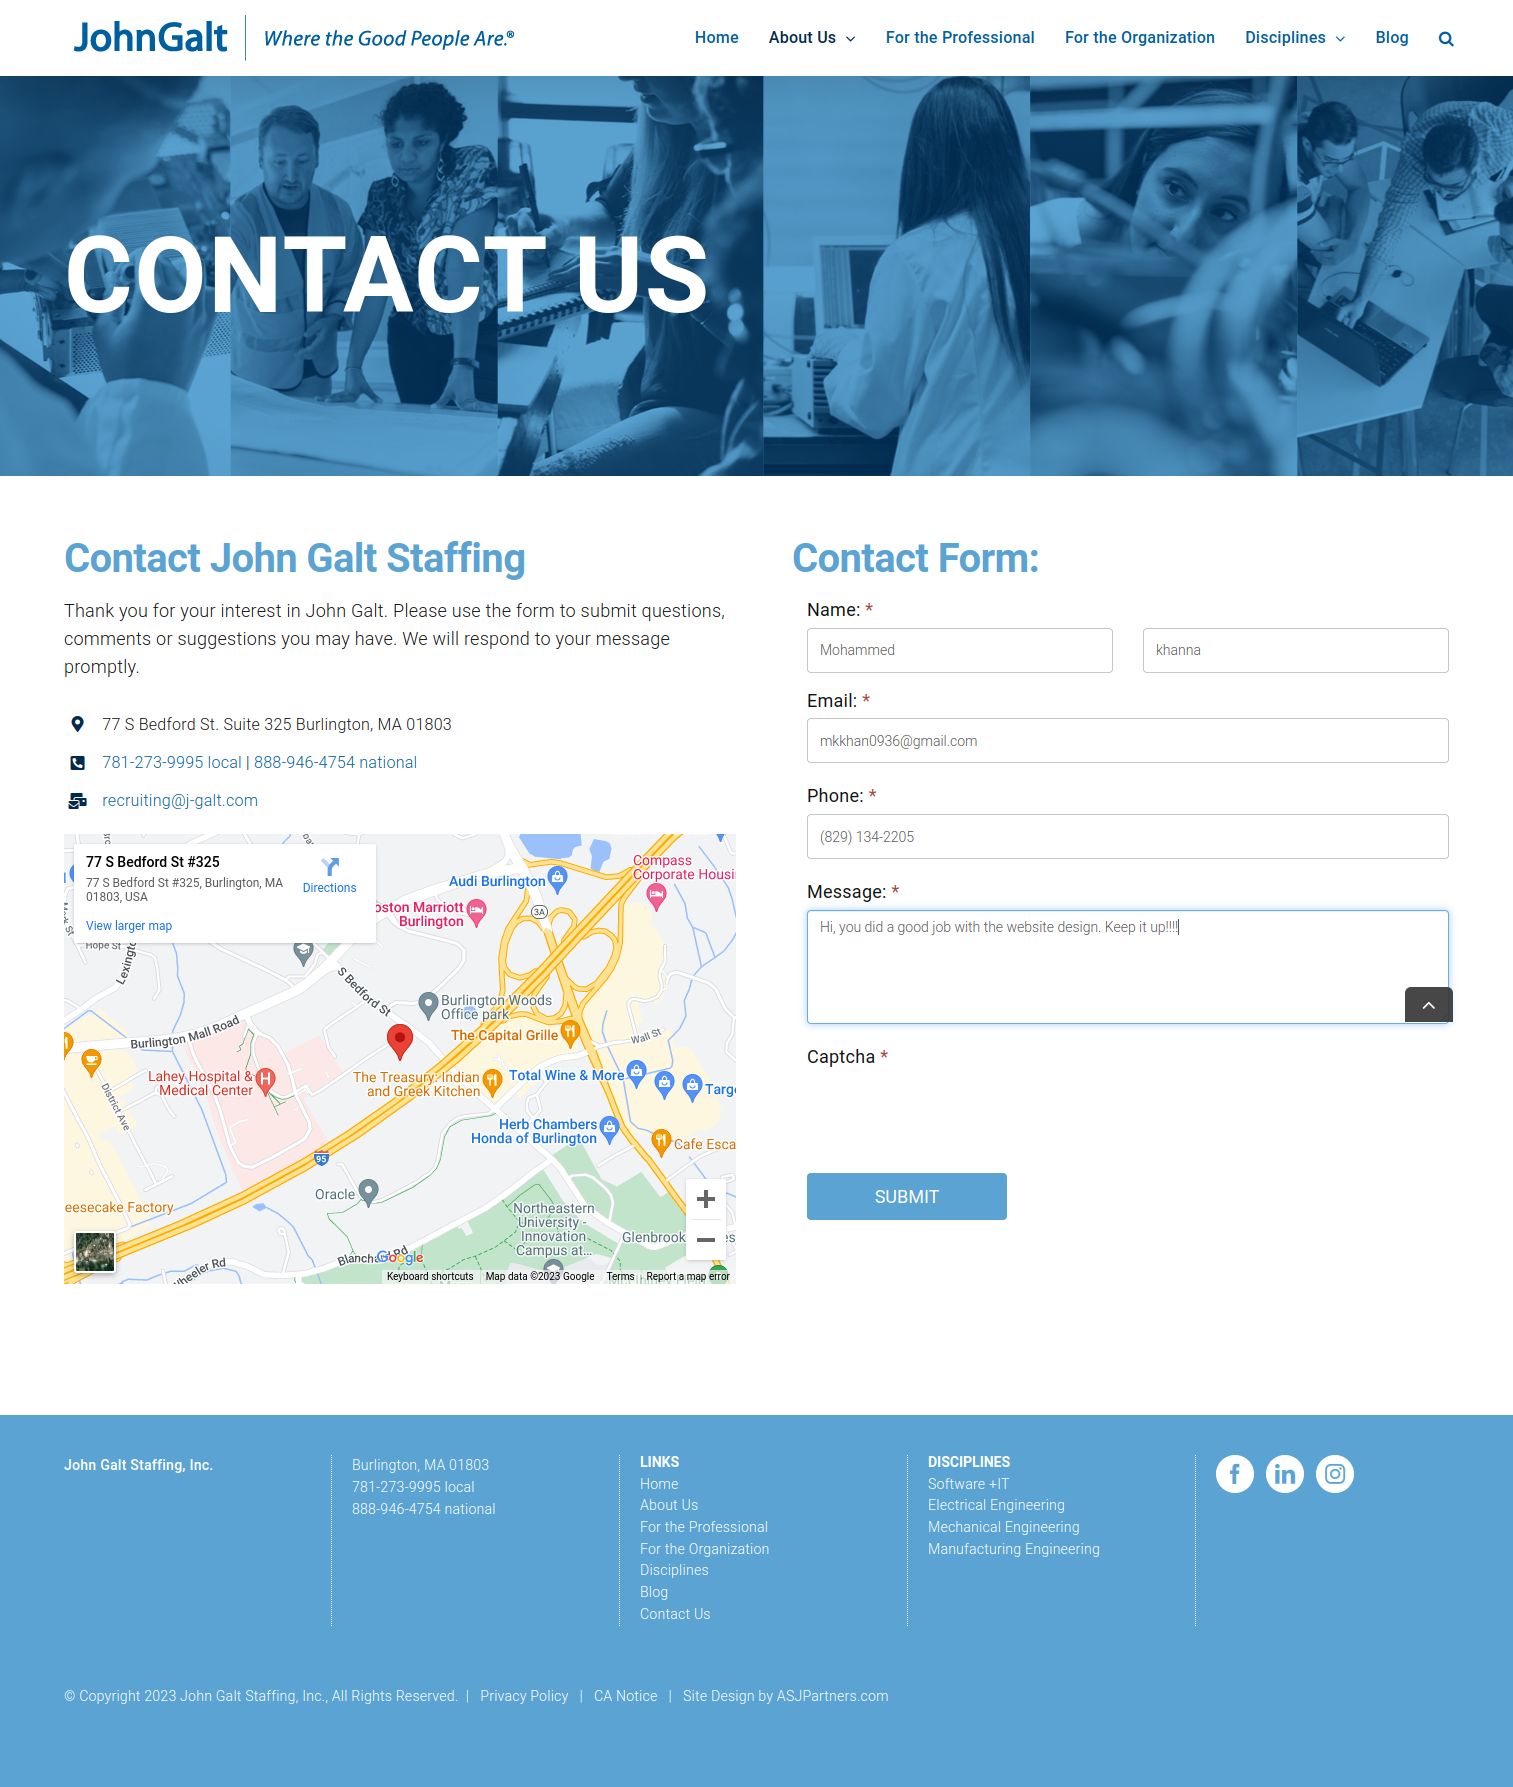 JohnGalt
Where the Good People Are.®
Home
About Us
For the Professional
For the Organization
Disciplines
Blog
CONTACT US
Contact John Galt Staffing
Thank you for your interest in John Galt. Please use the form to submit questions,
comments or suggestions you may have. We will respond to your message
promptly.
77 S Bedford St. Suite 325 Burlington, MA 01803
781-273-9995 local | 888-946-4754 national
recruiting@j-galt.com
77 S Bedford St #325
77 S Bedford St #325, Burlington, MA
01803, USA
Directions
View larger map
Hope St
Lexingt
Audi Burlington
Compass
Corporate Housi
oston Marriott
Burlington
3A
S Bedford St
Burlington Woods
Office park
The Capital Grille
Wall St
Burlington Mall Road
Lahey Hospital &
Medical Center
The Treasury: Indian
and Greek Kitchen
Total Wine & More
Targe
District Ave
Herb Chambers
Honda of Burlington
Cafe Esca
95
Oracle
eesecake Factory
Northeastern
University -
Innovation
Campus at...
Glenbrook
es
Blanchard Rd
Wheeler Rd
Google
Keyboard shortcuts
Map data ©2023 Google
Terms
Report a map error
Contact Form:
Name: *
Mohammed
khanna
Email: *
mkkhan0936@gmail.com
Phone: *
(829) 134-2205
Message: *
Hi, you did a good job with the website design. Keep it up!!!!
Captcha *
SUBMIT
John Galt Staffing, Inc.
Burlington, MA 01803
781-273-9995 local
888-946-4754 national
LINKS
Home
About Us
For the Professional
For the Organization
Disciplines
Blog
Contact Us
DISCIPLINES
Software +IT
Electrical Engineering
Mechanical Engineering
Manufacturing Engineering
© Copyright 2023 John Galt Staffing, Inc., All Rights Reserved. | Privacy Policy | CA Notice | Site Design by ASJPartners.com